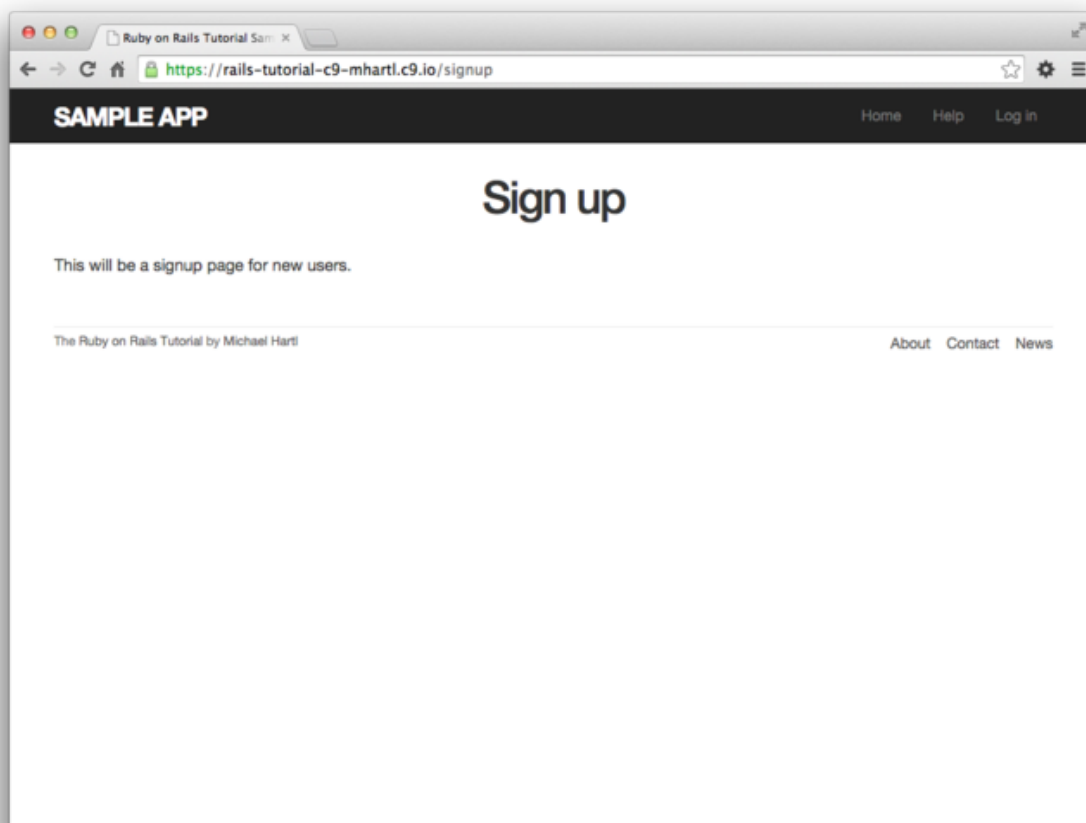 Ruby on Rails Tutorial Sam
https://rails-tutorial-c9-mhartl.c9.io/signup
SAMPLE APP
Home Help Log in
Sign up
This will be a signup page for new users.
The Ruby on Rails Tutorial by Michael Hartl
About Contact News